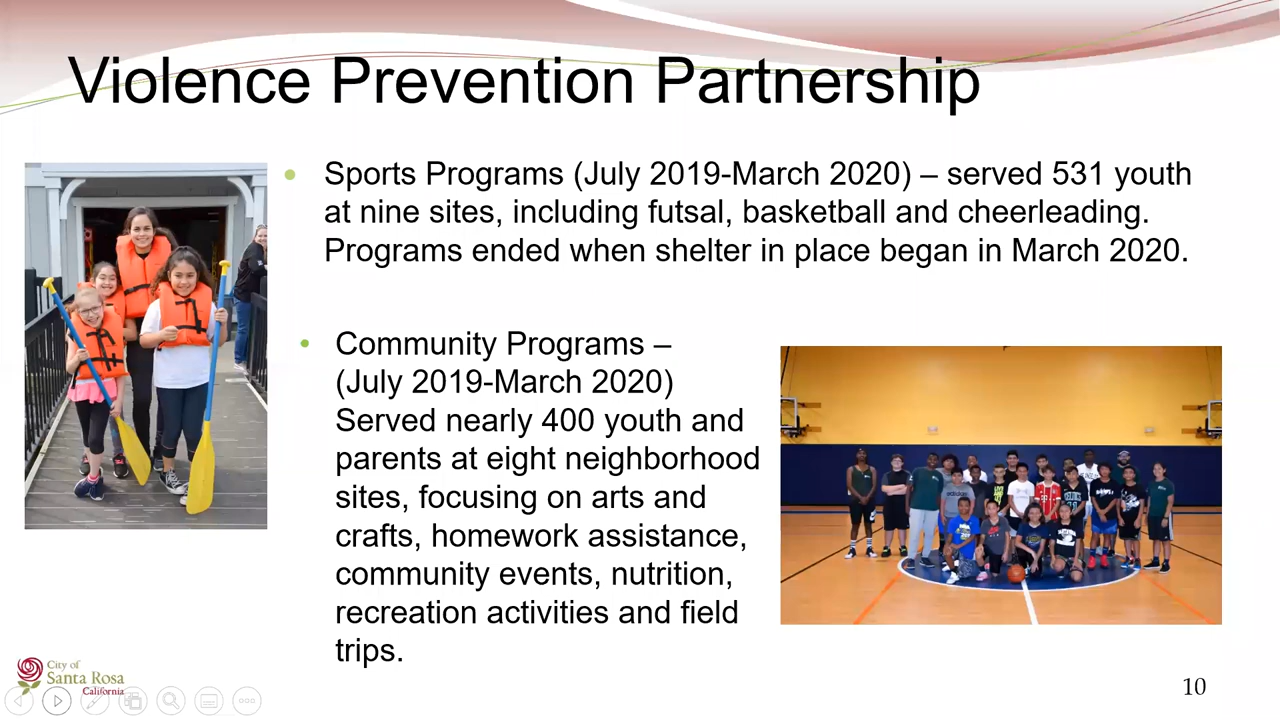 Violence Prevention Partnership
• Sports Programs (July 2019-March 2020) – served 531 youth
at nine sites, including futsal, basketball and cheerleading.
Programs ended when shelter in place began in March 2020.
• Community Programs –
(July 2019-March 2020)
Served nearly 400 youth and
parents at eight neighborhood
sites, focusing on arts and
crafts, homework assistance,
community events, nutrition,
recreation activities and field
trips.
City of
Santa Rosa
California
10